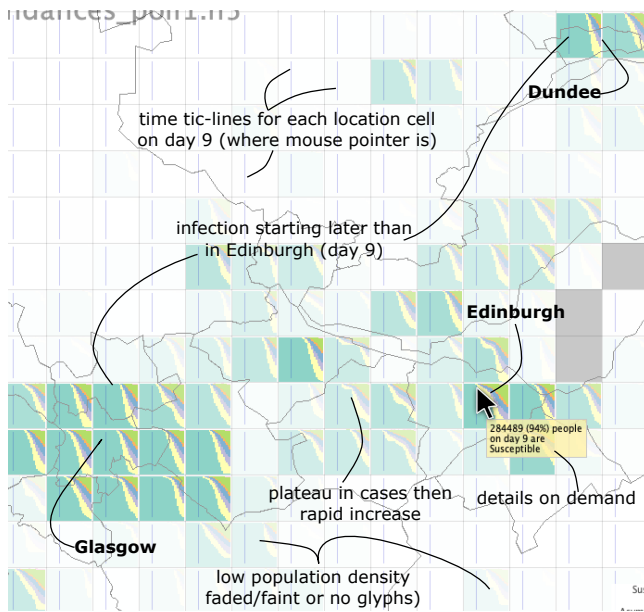 Dundee
time tic-lines for each location cell
on day 9 (where mouse pointer is)
infection starting later than
in Edinburgh (day 9)
Edinburgh
284489 (94%) people
on day 9 are
Susceptible
plateau in cases then
rapid increase
details on demand
Glasgow
low population density
faded/faint or no glyphs)
Su